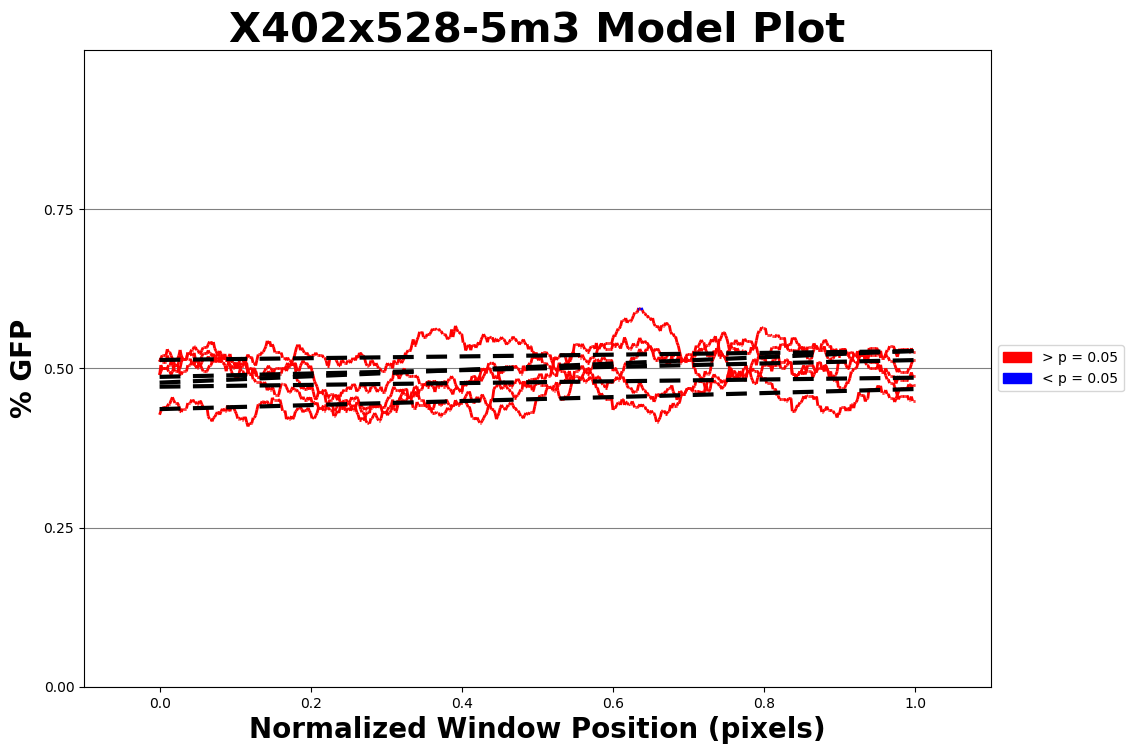 X402x528-5m3 Model Plot
% GFP
0.75
0.50
0.25
0.00
0.0 0.2 0.4 0.6 0.8 1.0
Normalized Window Position (pixels)
> p = 0.05
< p = 0.05